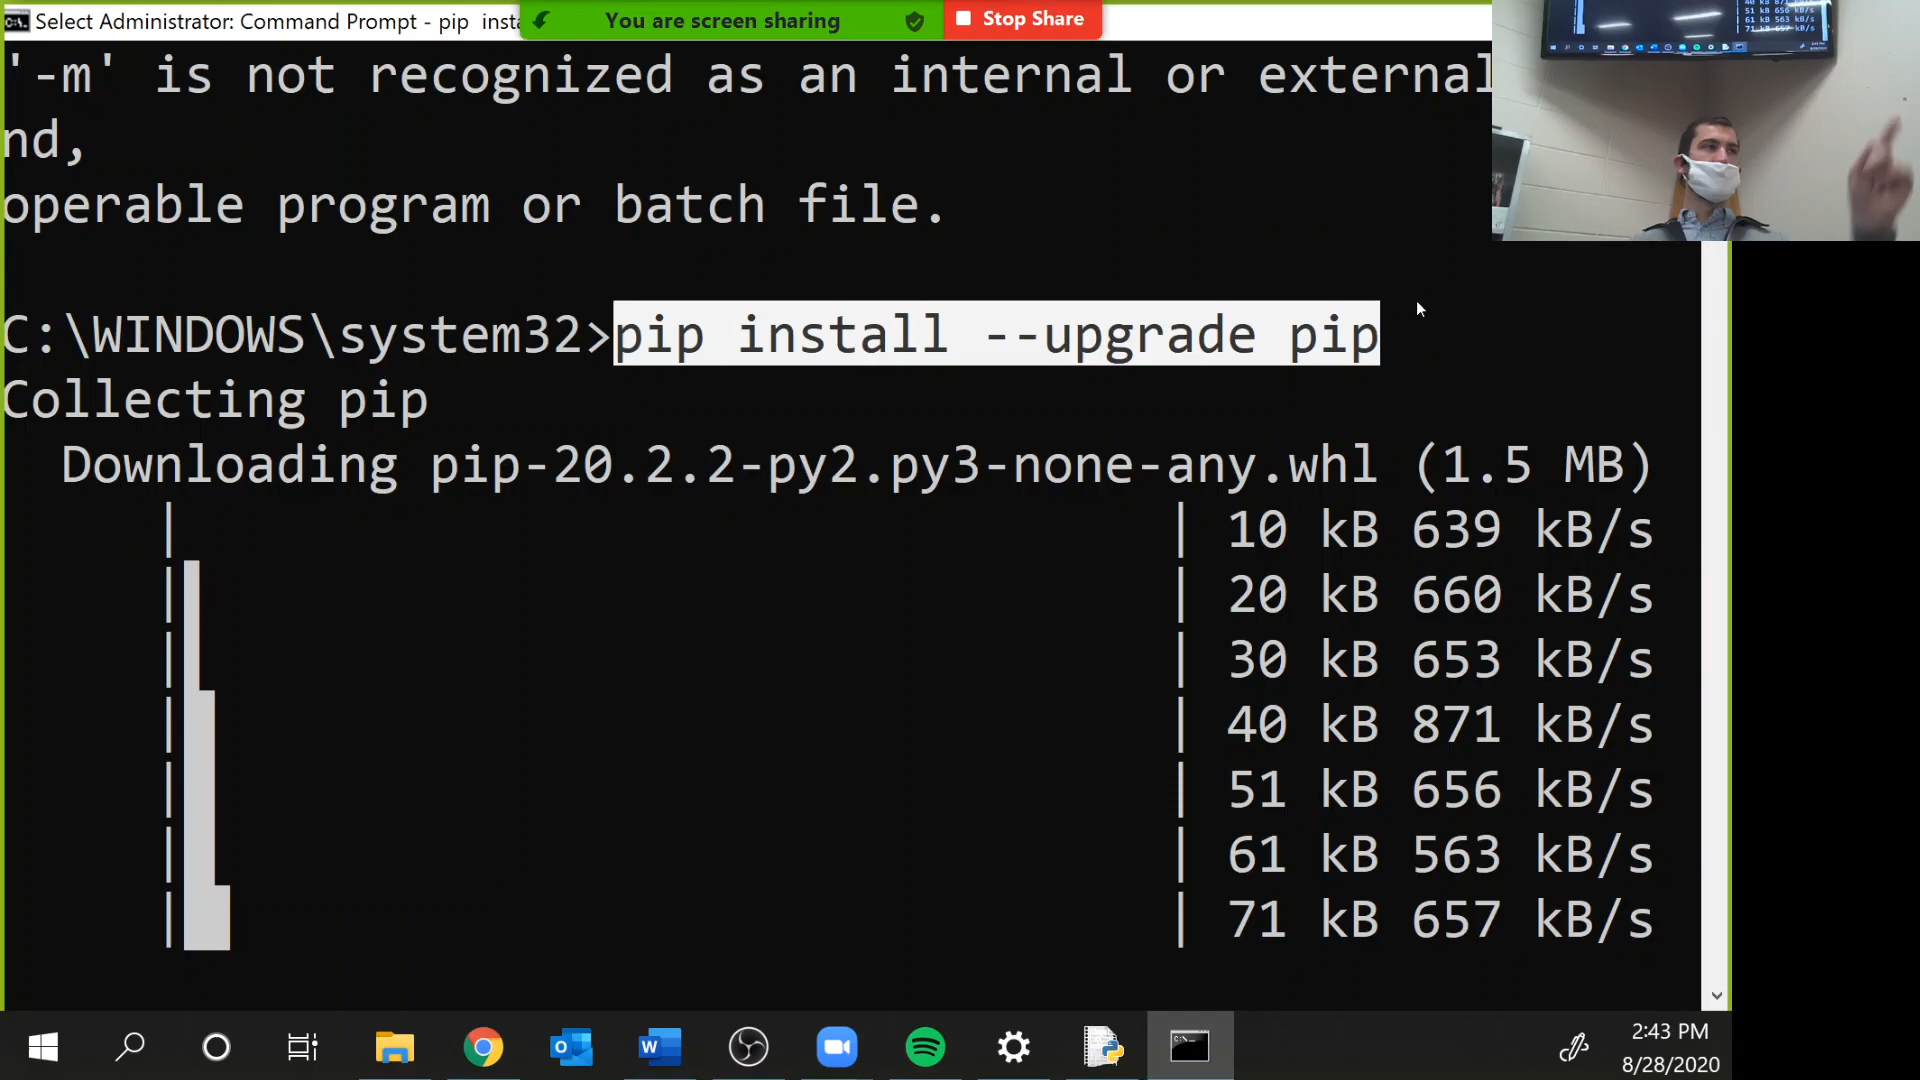 Select Administrator: Command Prompt - pip insta
You are screen sharing
Stop Share
'-m' is not recognized as an internal or external
nd,
operable program or batch file.
C:\WINDOWS\system32>pip install --upgrade pip
Collecting pip
Downloading pip-20.2.2-py2.py3-none-any.whl (1.5 MB)
| | 10 kB 639 kB/s
| | 20 kB 660 kB/s
| | 30 kB 653 kB/s
| | 40 kB 871 kB/s
| | 51 kB 656 kB/s
| | 61 kB 563 kB/s
| | 71 kB 657 kB/s
2:43 PM
8/28/2020